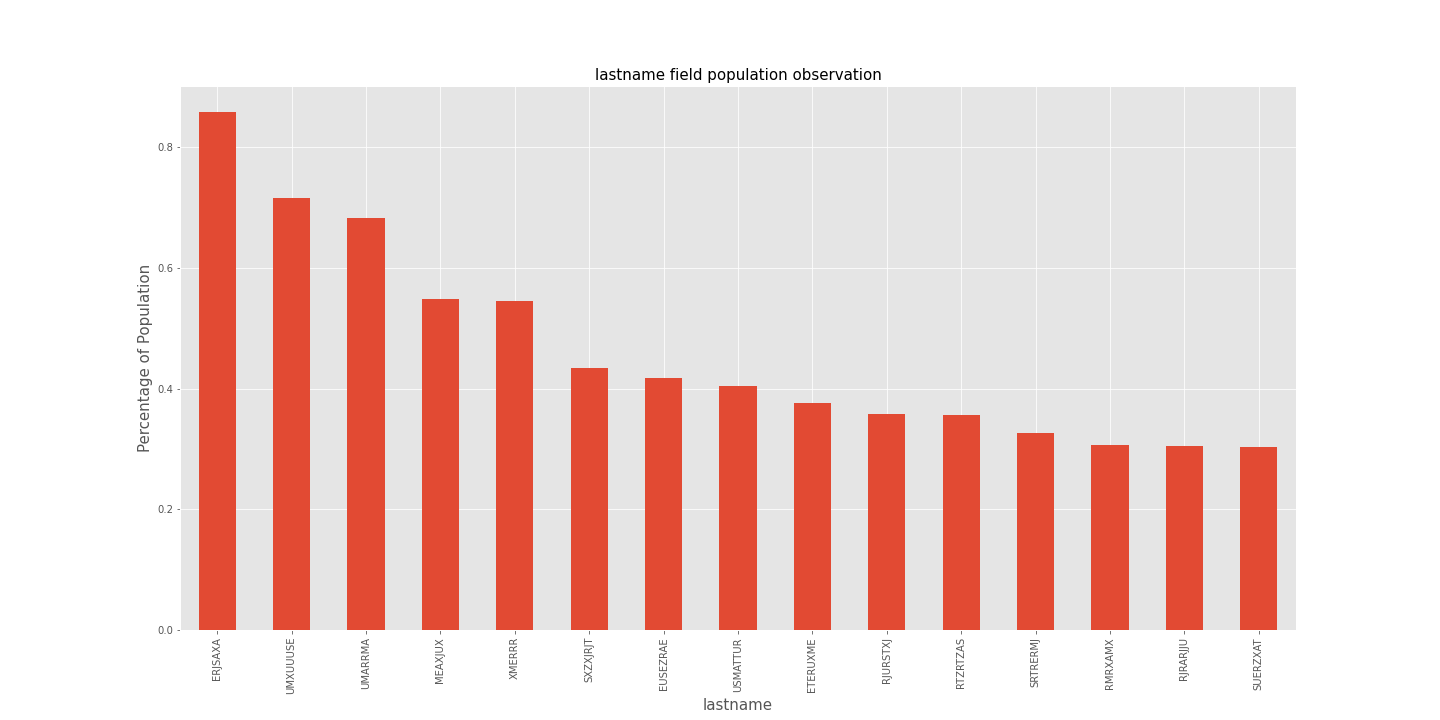 lastname field population observation
Percentage of Population
0.8
0.6
0.4
0.2
0.0
ERJSAXA
UMXUUUSE
UMARRMA
MEAXJUX
XMERRR
SXZXJRJT
EUSEZRAE
USMATTUR
ETERUXME
RJURSTXJ
RTZRTZAS
SRTRERMJ
RMRXAMX
RJRARJJU
SUERZXAT
lastname